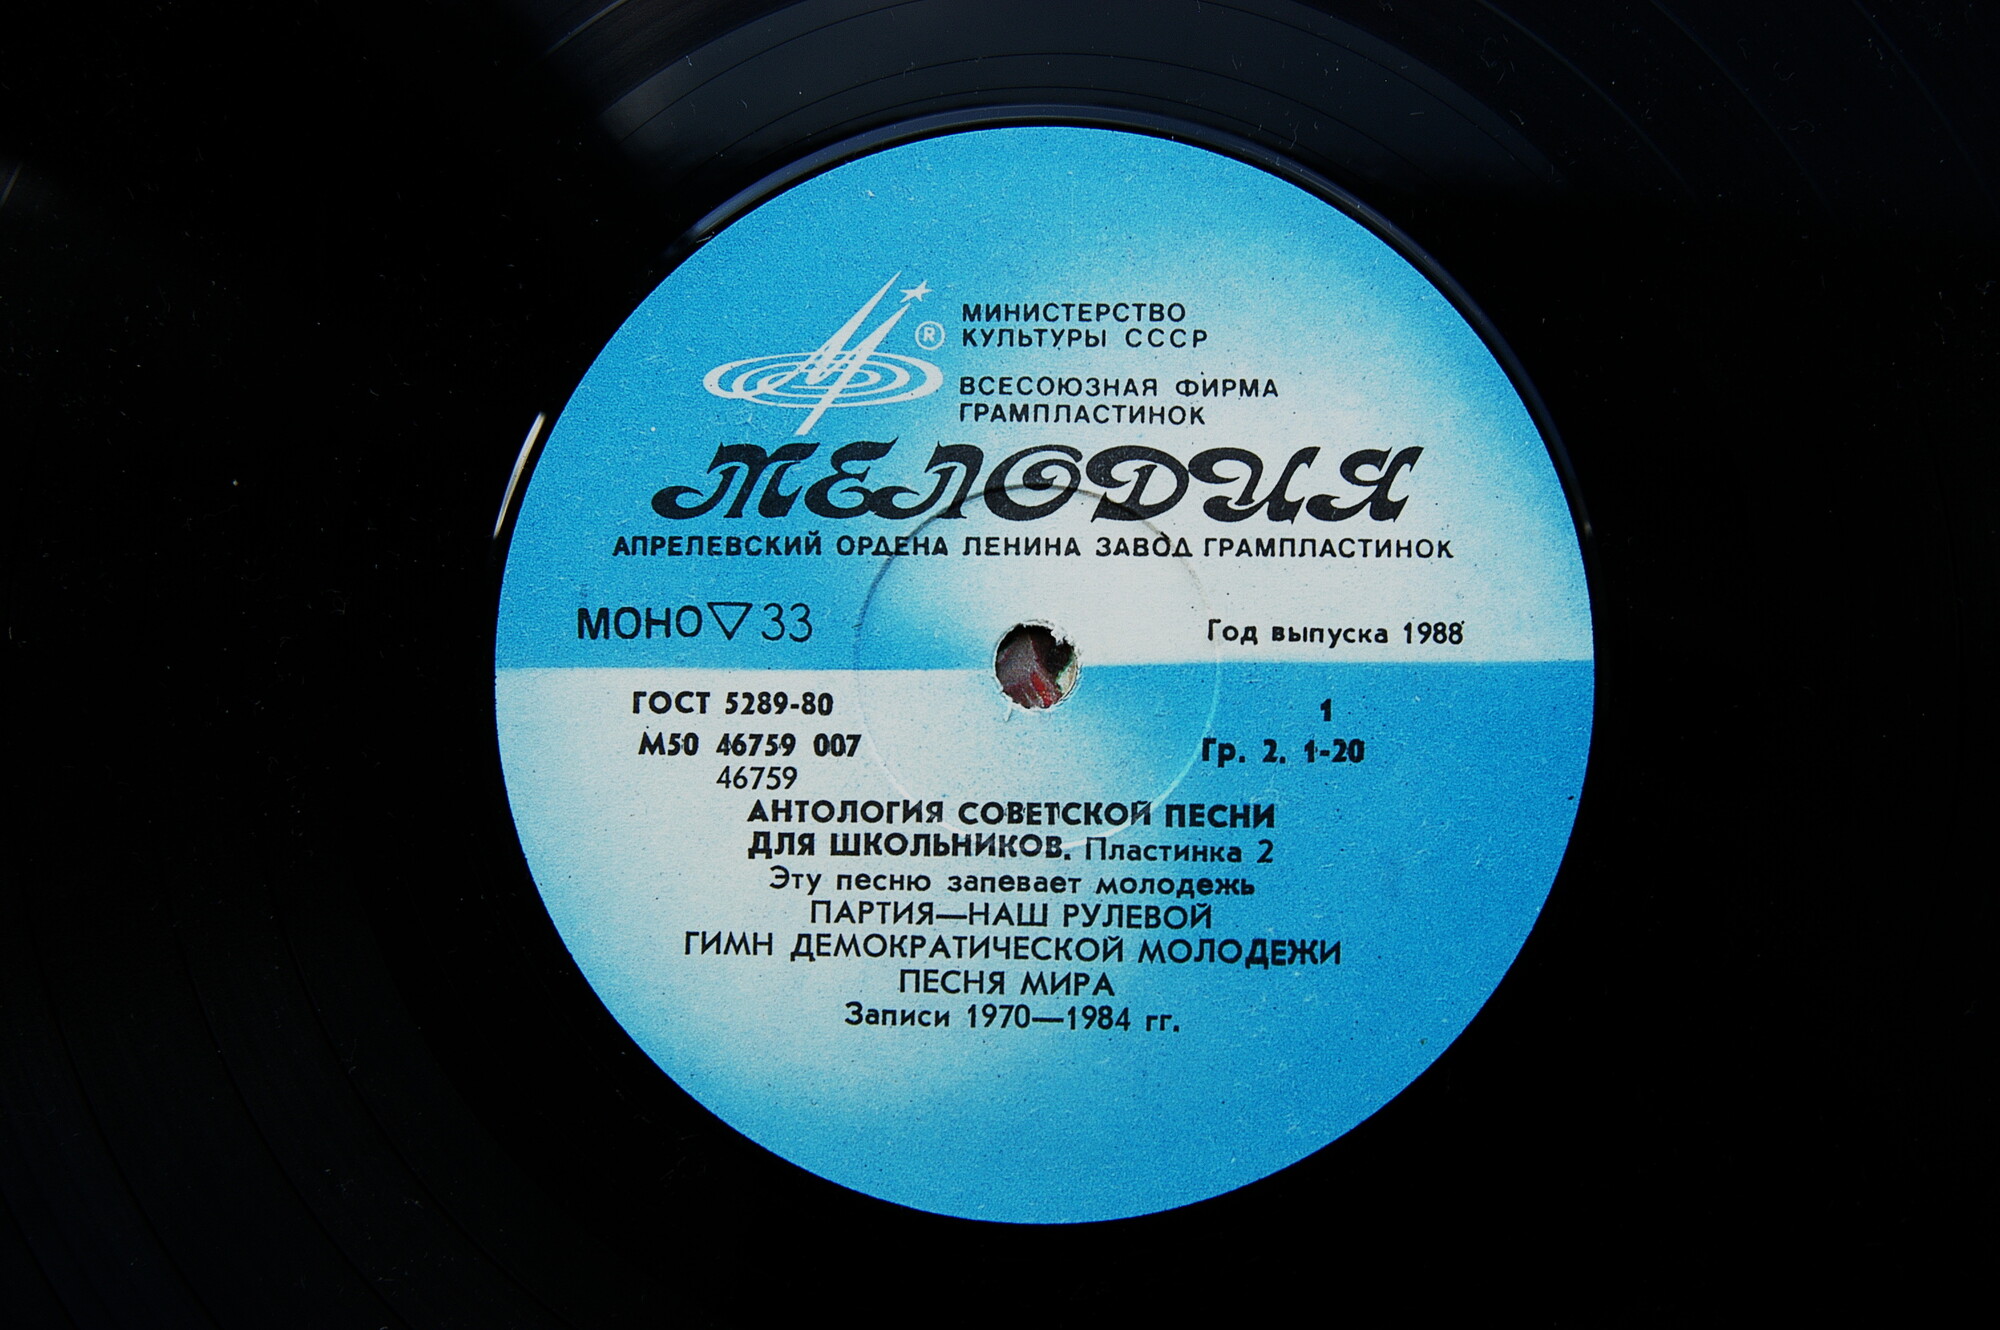 ®
МИНИСТЕРСТВО
КУЛЬТУРЫ СССР
ВСЕСОЮЗНАЯ ФИРМА
ГРАМПЛАСТИНОК
МЕЛОДИЯ
АПРЕЛЕВСКИЙ ОРДЕНА ЛЕНИНА ЗАВОД ГРАМПЛАСТИНОК
МОНО ▽ 33
Год выпуска 1988
ГОСТ 5289-80
1
М50 46759 007
Гр. 2. 1-20
46759
АНТОЛОГИЯ СОВЕТСКОЙ ПЕСНИ
ДЛЯ ШКОЛЬНИКОВ. Пластинка 2
Эту песню запевает молодежь
ПАРТИЯ—НАШ РУЛЕВОЙ
ГИМН ДЕМОКРАТИЧЕСКОЙ МОЛОДЕЖИ
ПЕСНЯ МИРА
Записи 1970—1984 гг.